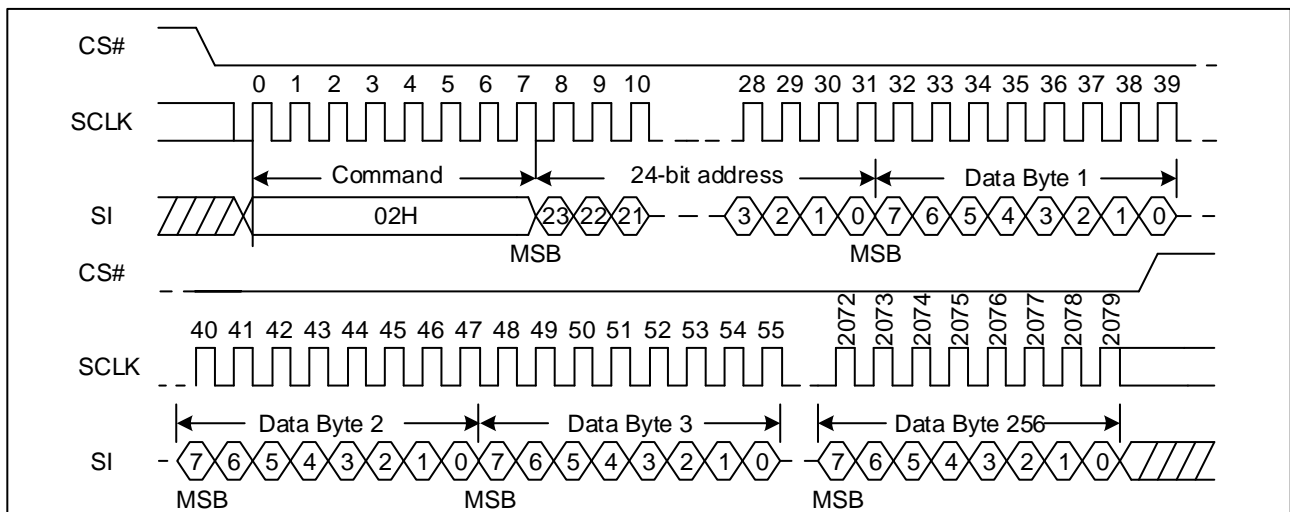 CS#
0 1 2 3 4 5 6 7 8 9 10 28 29 30 31 32 33 34 35 36 37 38 39
SCLK
Command 24-bit address Data Byte 1
SI 02H 23 22 21 3 2 1 0 7 6 5 4 3 2 1 0
MSB MSB
CS#
40 41 42 43 44 45 46 47 48 49 50 51 52 53 54 55 2072 2073 2074 2075 2076 2077 2078 2079
SCLK
Data Byte 2 Data Byte 3 Data Byte 256
SI 7 6 5 4 3 2 1 0 7 6 5 4 3 2 1 0 7 6 5 4 3 2 1 0
MSB MSB MSB